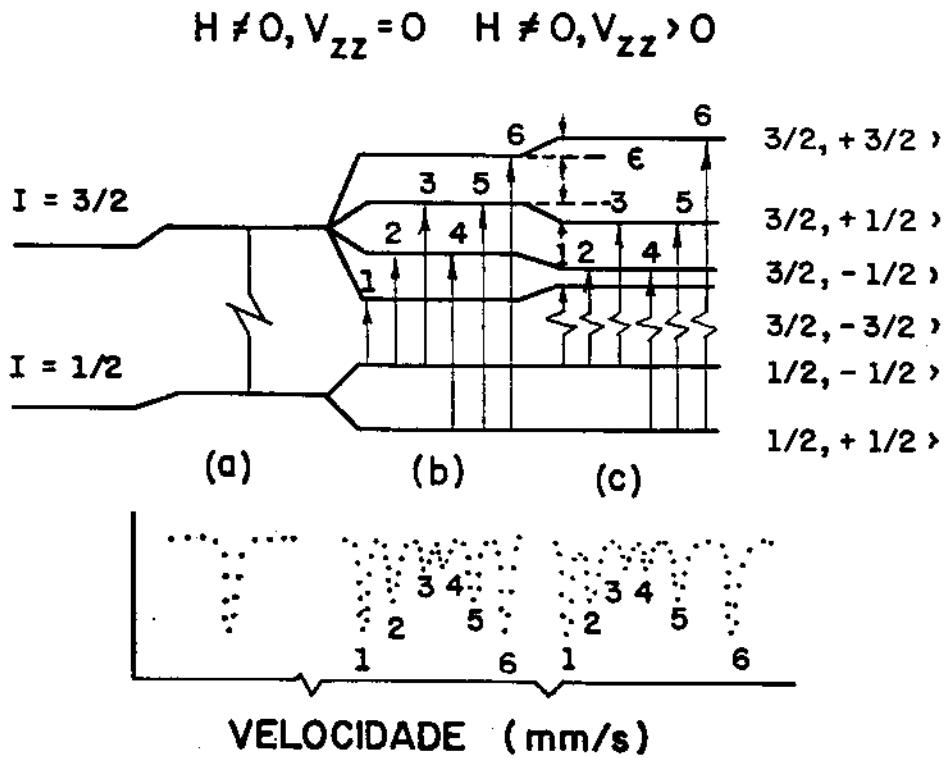 H ≠ 0, Vzz = 0 H ≠ 0, Vzz > 0
6 6 3/2, + 3/2 >
ϵ
I = 3/2 3 5 3 5 3/2, + 1/2 >
2 4 1 2 4 3/2, - 1/2 >
1 3/2, - 3/2 >
I = 1/2 1/2, - 1/2 >
1/2, + 1/2 >
(a) (b) (c)
3 4 3 4
2 5 2 5
1 6 1 6
VELOCIDADE (mm/s)